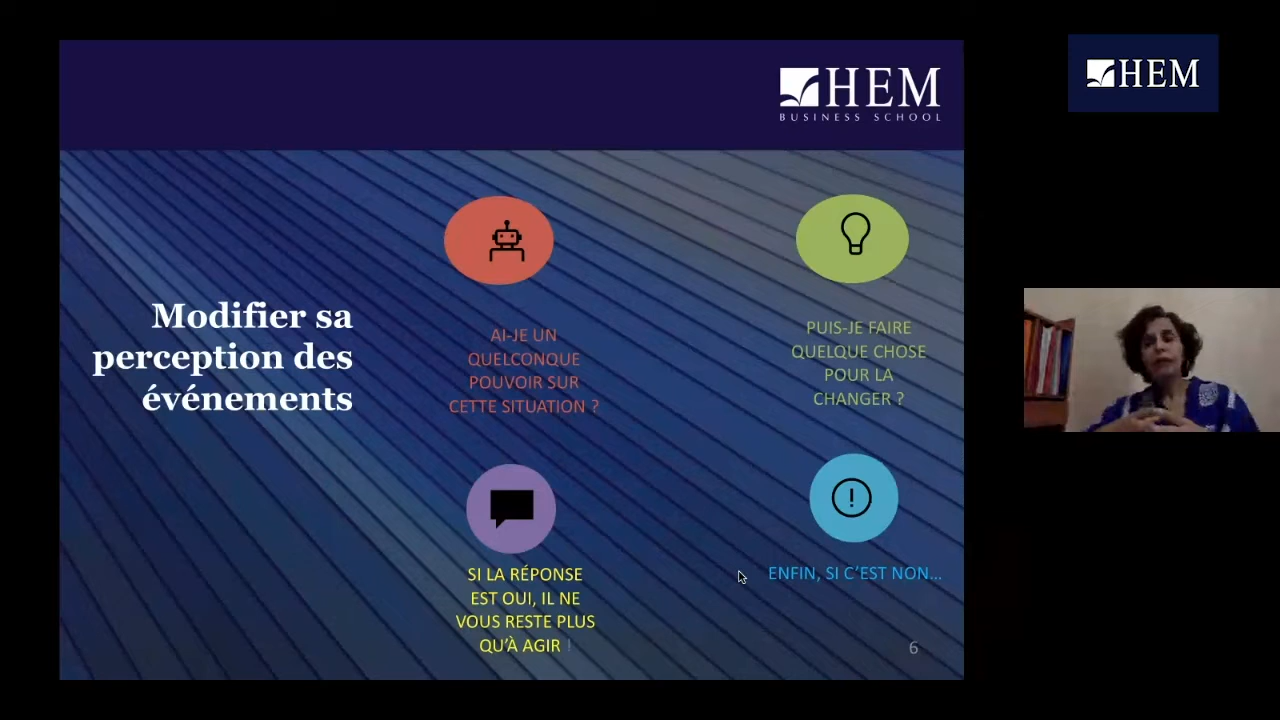 HEM
BUSINESS SCHOOL
HEM
Modifier sa
perception des
événements
AI-JE UN
QUELCONQUE
POUVOIR SUR
CETTE SITUATION ?
PUIS-JE FAIRE
QUELQUE CHOSE
POUR LA
CHANGER ?
SI LA RÉPONSE
EST OUI, IL NE
VOUS RESTE PLUS
QU'À AGIR !
ENFIN, SI C'EST NON...
6